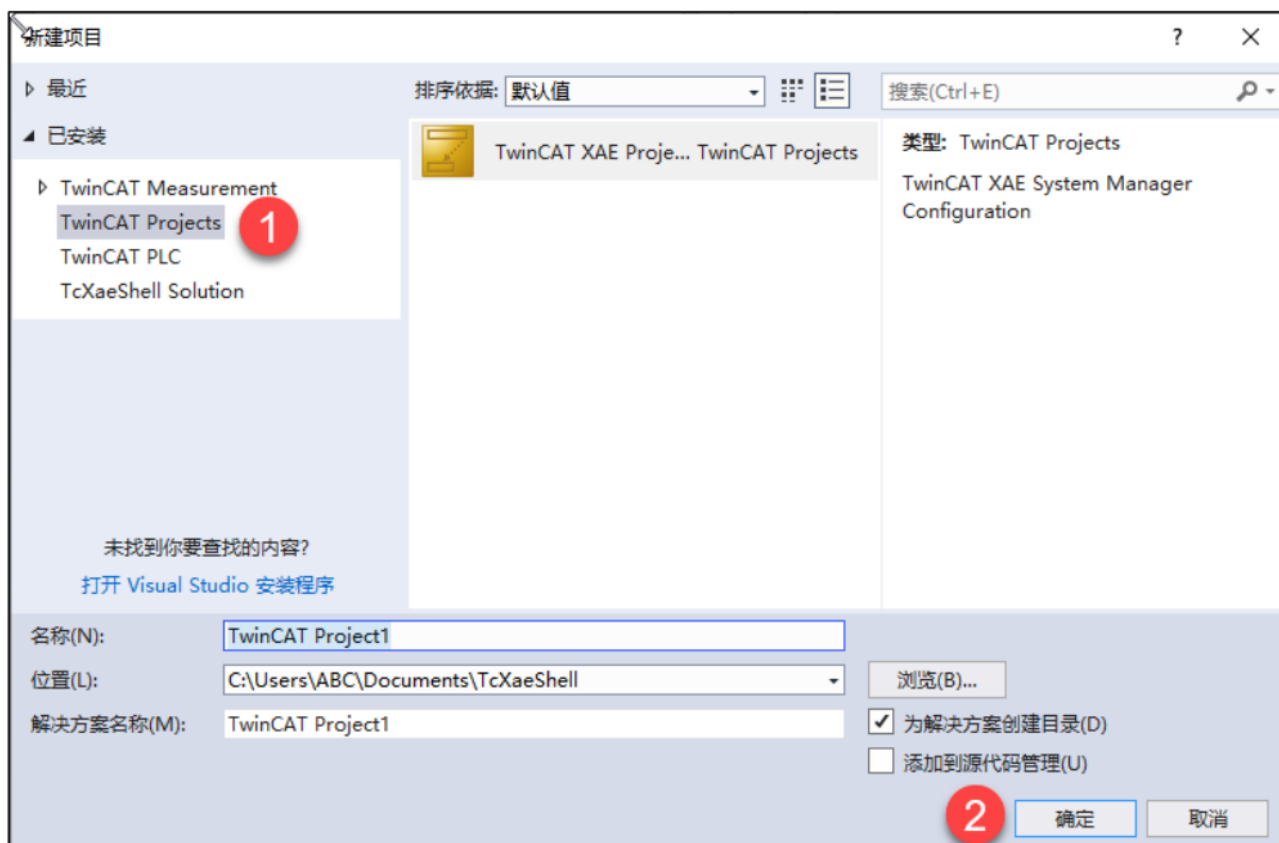 新建项目
?
最近
已安装
TwinCAT Measurement
TwinCAT Projects
1
TwinCAT PLC
TcXaeShell Solution
未找到你要查找的内容?
打开 Visual Studio 安装程序
排序依据: 默认值
TwinCAT XAE Proje... TwinCAT Projects
搜索(Ctrl+E)
类型: TwinCAT Projects
TwinCAT XAE System Manager
Configuration
名称(N): TwinCAT Project1
位置(L): C:\Users\ABC\Documents\TcXaeShell 浏览(B)...
解决方案名称(M): TwinCAT Project1
为解决方案创建目录(D)
添加到源代码管理(U)
2
确定 取消